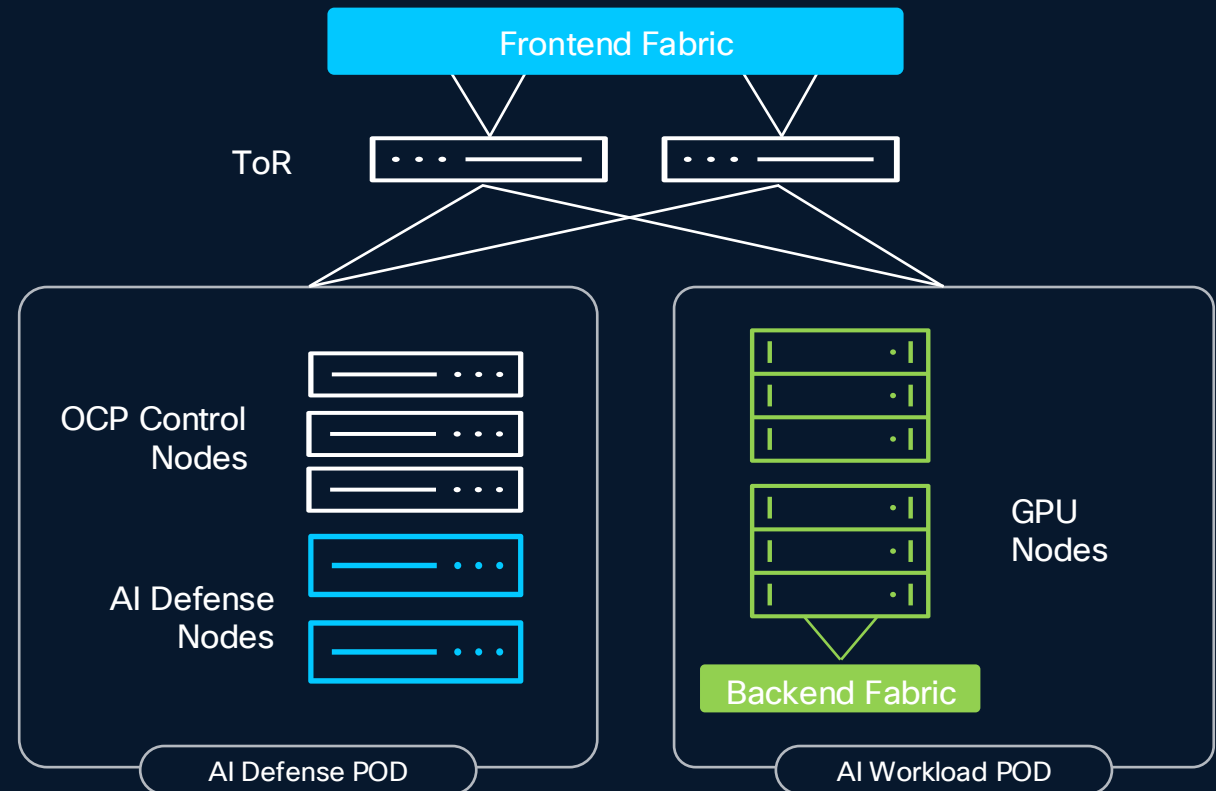 Frontend Fabric
ToR
OCP Control
Nodes
AI Defense
Nodes
GPU
Nodes
Backend Fabric
AI Defense POD
AI Workload POD